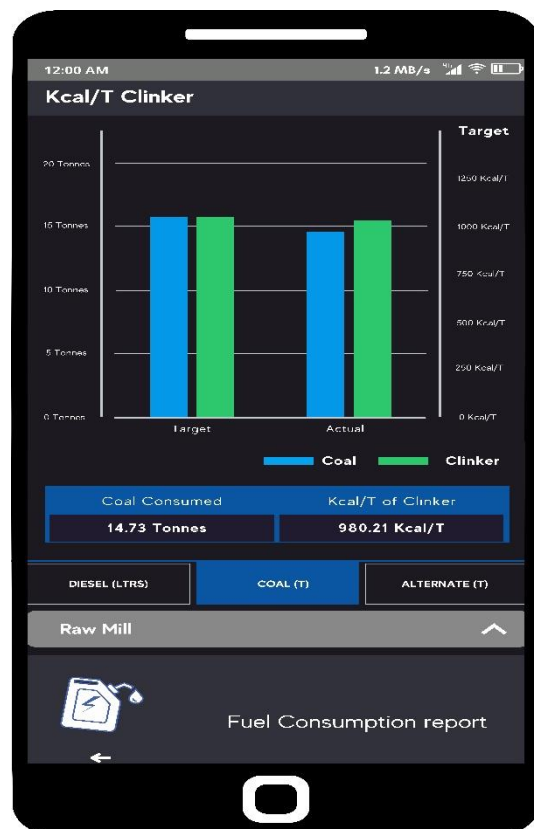 12:00 AM 1.2 MB/s 4G
Kcal/T Clinker
Target
20 Tonnes
1250 Kcal/T
15 Tonnes 1000 Kcal/T
750 Kcal/T
10 Tonnes
500 Kcal/T
5 Tonnes
250 Kcal/T
0 Tonnes 0 Kcal/T
Target Actual
Coal Clinker
Coal Consumed Kcal/T of Clinker
14.73 Tonnes 980.21 Kcal/T
DIESEL (LTRS) COAL (T) ALTERNATE (T)
Raw Mill
Fuel Consumption report